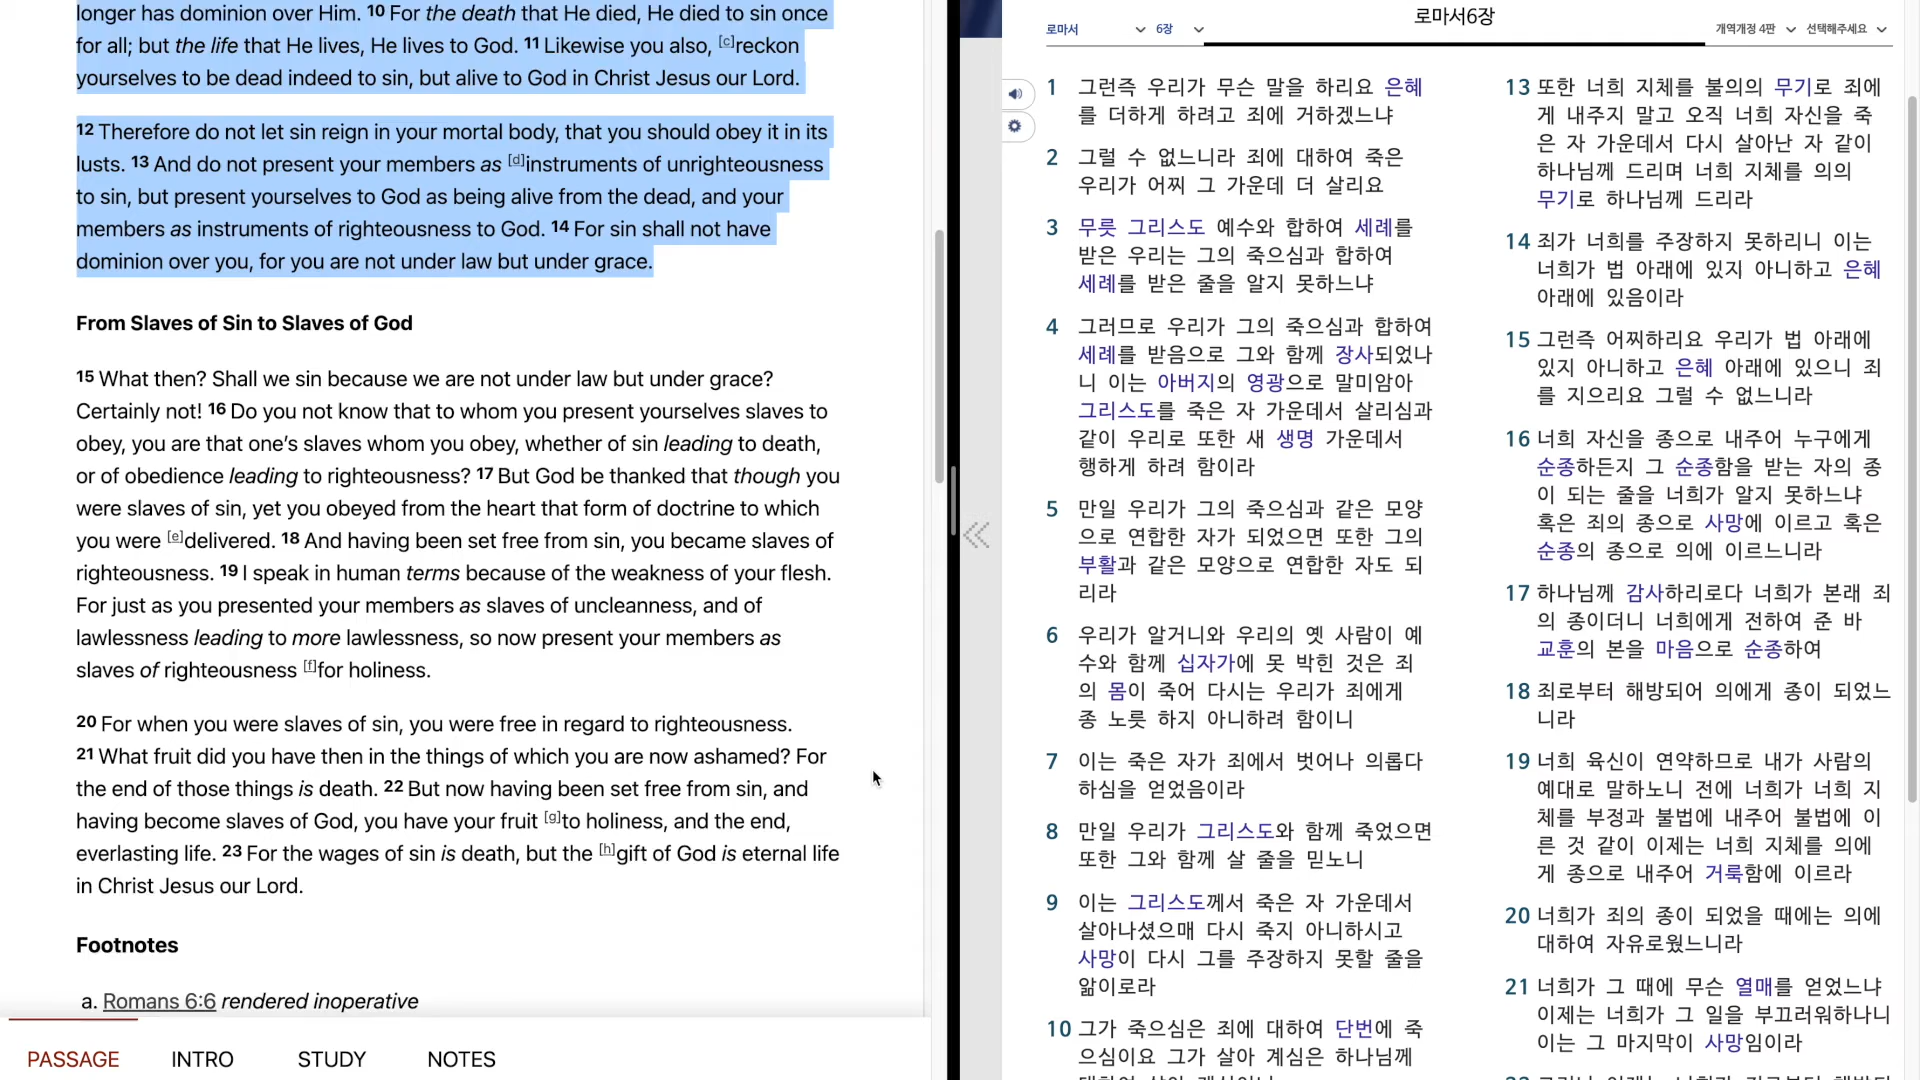 longer has dominion over Him. 10 For the death that He died, He died to sin once
for all; but the life that He lives, He lives to God. 11 Likewise you also, [c]reckon
yourselves to be dead indeed to sin, but alive to God in Christ Jesus our Lord.
12 Therefore do not let sin reign in your mortal body, that you should obey it in its
lusts. 13 And do not present your members as [d]instruments of unrighteousness
to sin, but present yourselves to God as being alive from the dead, and your
members as instruments of righteousness to God. 14 For sin shall not have
dominion over you, for you are not under law but under grace.
From Slaves of Sin to Slaves of God
15 What then? Shall we sin because we are not under law but under grace?
Certainly not! 16 Do you not know that to whom you present yourselves slaves to
obey, you are that one's slaves whom you obey, whether of sin leading to death,
or of obedience leading to righteousness? 17 But God be thanked that though you
were slaves of sin, yet you obeyed from the heart that form of doctrine to which
you were [e]delivered. 18 And having been set free from sin, you became slaves of
righteousness. 19 I speak in human terms because of the weakness of your flesh.
For just as you presented your members as slaves of uncleanness, and of
lawlessness leading to more lawlessness, so now present your members as
slaves of righteousness [f]for holiness.
20 For when you were slaves of sin, you were free in regard to righteousness.
21 What fruit did you have then in the things of which you are now ashamed? For
the end of those things is death. 22 But now having been set free from sin, and
having become slaves of God, you have your fruit [g]to holiness, and the end,
everlasting life. 23 For the wages of sin is death, but the [h]gift of God is eternal life
in Christ Jesus our Lord.
Footnotes
a. Romans 6:6 rendered inoperative
PASSAGE INTRO STUDY NOTES
로마서 6장 로마서6장 개역개정 4판 선택해주세요
1 그런즉 우리가 무슨 말을 하리요 은혜
를 더하게 하려고 죄에 거하겠느냐
2 그럴 수 없느니라 죄에 대하여 죽은
우리가 어찌 그 가운데 더 살리요
3 무릇 그리스도 예수와 합하여 세례를
받은 우리는 그의 죽으심과 합하여
세례를 받은 줄을 알지 못하느냐
4 그러므로 우리가 그의 죽으심과 합하여
세례를 받음으로 그와 함께 장사되었나
니 이는 아버지의 영광으로 말미암아
그리스도를 죽은 자 가운데서 살리심과
같이 우리로 또한 새 생명 가운데서
행하게 하려 함이라
5 만일 우리가 그의 죽으심과 같은 모양
으로 연합한 자가 되었으면 또한 그의
부활과 같은 모양으로 연합한 자도 되
리라
6 우리가 알거니와 우리의 옛 사람이 예
수와 함께 십자가에 못 박힌 것은 죄
의 몸이 죽어 다시는 우리가 죄에게
종 노릇 하지 아니하려 함이니
7 이는 죽은 자가 죄에서 벗어나 의롭다
하심을 얻었음이라
8 만일 우리가 그리스도와 함께 죽었으면
또한 그와 함께 살 줄을 믿노니
9 이는 그리스도께서 죽은 자 가운데서
살아나셨으매 다시 죽지 아니하시고
사망이 다시 그를 주장하지 못할 줄을
앎이로라
10 그가 죽으심은 죄에 대하여 단번에 죽
으심이요 그가 살아 계심은 하나님께
13 또한 너희 지체를 불의의 무기로 죄에
게 내주지 말고 오직 너희 자신을 죽
은 자 가운데서 다시 살아난 자 같이
하나님께 드리며 너희 지체를 의의
무기로 하나님께 드리라
14 죄가 너희를 주장하지 못하리니 이는
너희가 법 아래에 있지 아니하고 은혜
아래에 있음이라
15 그런즉 어찌하리요 우리가 법 아래에
있지 아니하고 은혜 아래에 있으니 죄
를 지으리요 그럴 수 없느니라
16 너희 자신을 종으로 내주어 누구에게
순종하든지 그 순종함을 받는 자의 종
이 되는 줄을 너희가 알지 못하느냐
혹은 죄의 종으로 사망에 이르고 혹은
순종의 종으로 의에 이르느니라
17 하나님께 감사하리로다 너희가 본래 죄
의 종이더니 너희에게 전하여 준 바
교훈의 본을 마음으로 순종하여
18 죄로부터 해방되어 의에게 종이 되었느
니라
19 너희 육신이 연약하므로 내가 사람의
예대로 말하노니 전에 너희가 너희 지
체를 부정과 불법에 내주어 불법에 이
른 것 같이 이제는 너희 지체를 의에
게 종으로 내주어 거룩함에 이르라
20 너희가 죄의 종이 되었을 때에는 의에
대하여 자유로웠느니라
21 너희가 그 때에 무슨 열매를 얻었느냐
이제는 너희가 그 일을 부끄러워하나니
이는 그 마지막이 사망임이라